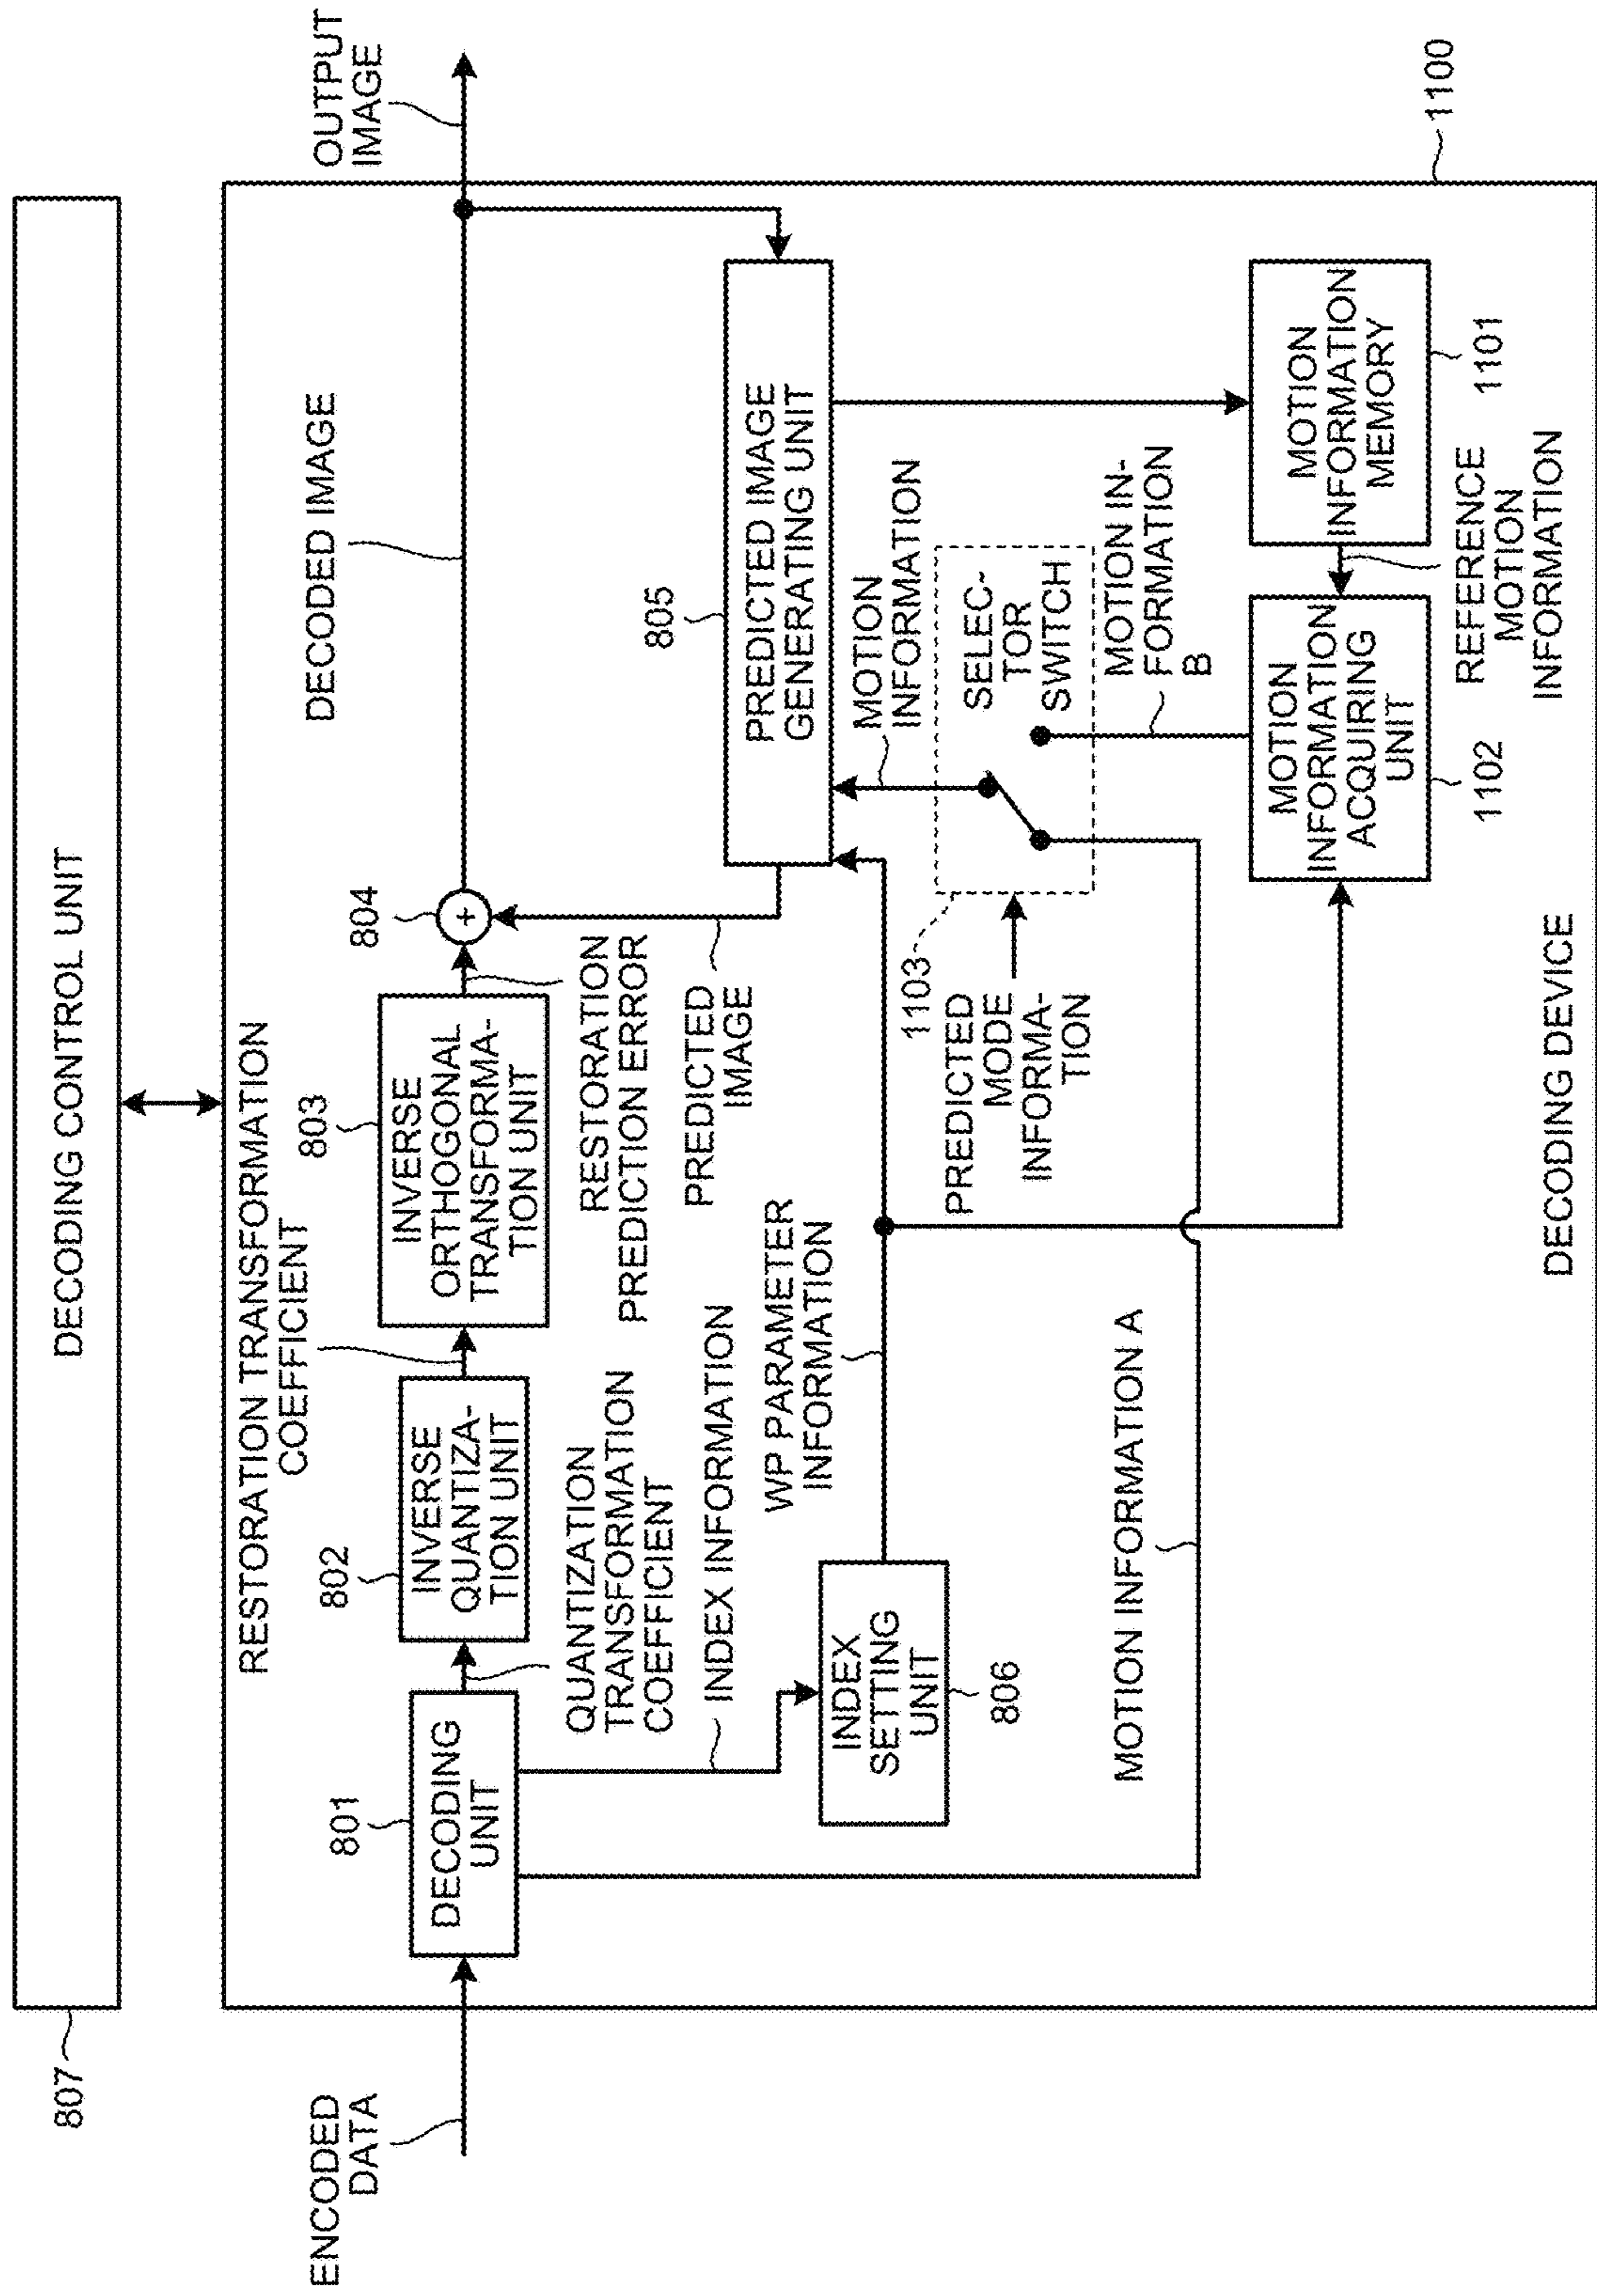 807
DECODING CONTROL UNIT
ENCODED
DATA
OUTPUT
IMAGE
1100
RESTORATION TRANSFORMATION
COEFFICIENT
DECODED IMAGE
801
DECODING
UNIT
802
INVERSE
QUANTIZA-
TION UNIT
803
INVERSE
ORTHOGONAL
TRANSFORMA-
TION UNIT
804
+
QUANTIZATION
TRANSFORMATION
COEFFICIENT
RESTORATION
PREDICTION ERROR
INDEX INFORMATION
PREDICTED
IMAGE
805
PREDICTED IMAGE
GENERATING UNIT
WP PARAMETER
INFORMATION
INDEX
SETTING
UNIT
806
MOTION
INFORMATION
1103
PREDICTED
MODE
INFORMA-
TION
SELEC-
TOR
SWITCH
MOTION INFORMATION A
MOTION IN-
FORMATION
B
MOTION
INFORMATION
ACQUIRING
UNIT
1102
MOTION
INFORMATION
MEMORY
1101
REFERENCE
MOTION
INFORMATION
DECODING DEVICE